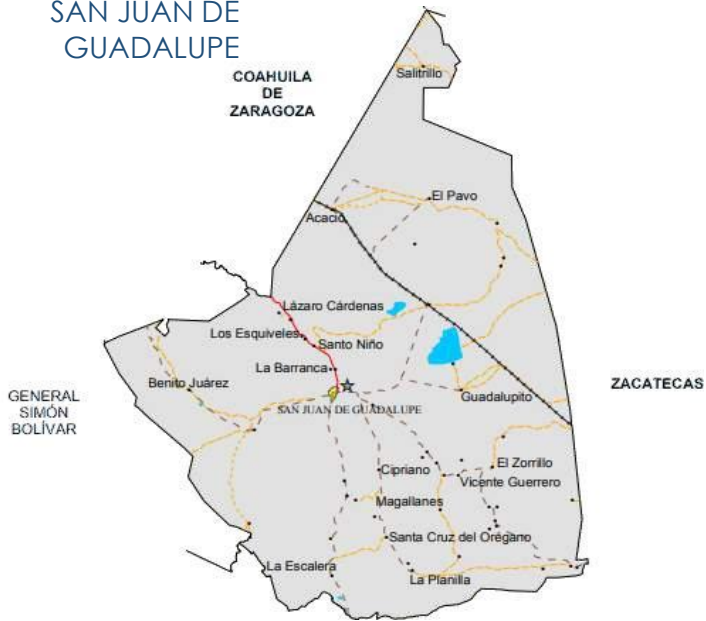 SAN JUAN DE
GUADALUPE
COAHUILA
DE
ZARAGOZA
Salitrillo
El Pavo
Acacio
Lázaro Cárdenas
Los Esquiveles
Santo Niño
La Barranca
Benito Juárez
Guadalupito
ZACATECAS
GENERAL
SIMÓN
BOLÍVAR
SAN JUAN DE GUADALUPE
Cipriano
El Zorrillo
Vicente Guerrero
Magallanes
Santa Cruz del Orégano
La Escalera
La Planilla